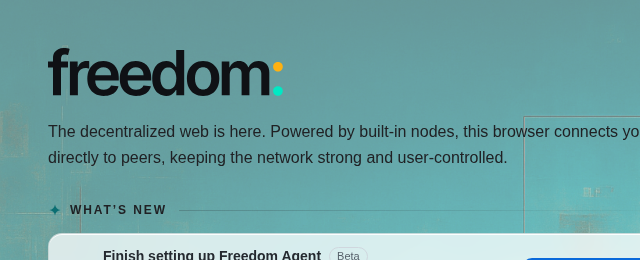 freedom:
The decentralized web is here. Powered by built-in nodes, this browser connects yo
directly to peers, keeping the network strong and user-controlled.
WHAT'S NEW
Finish setting up Freedom Agent Beta